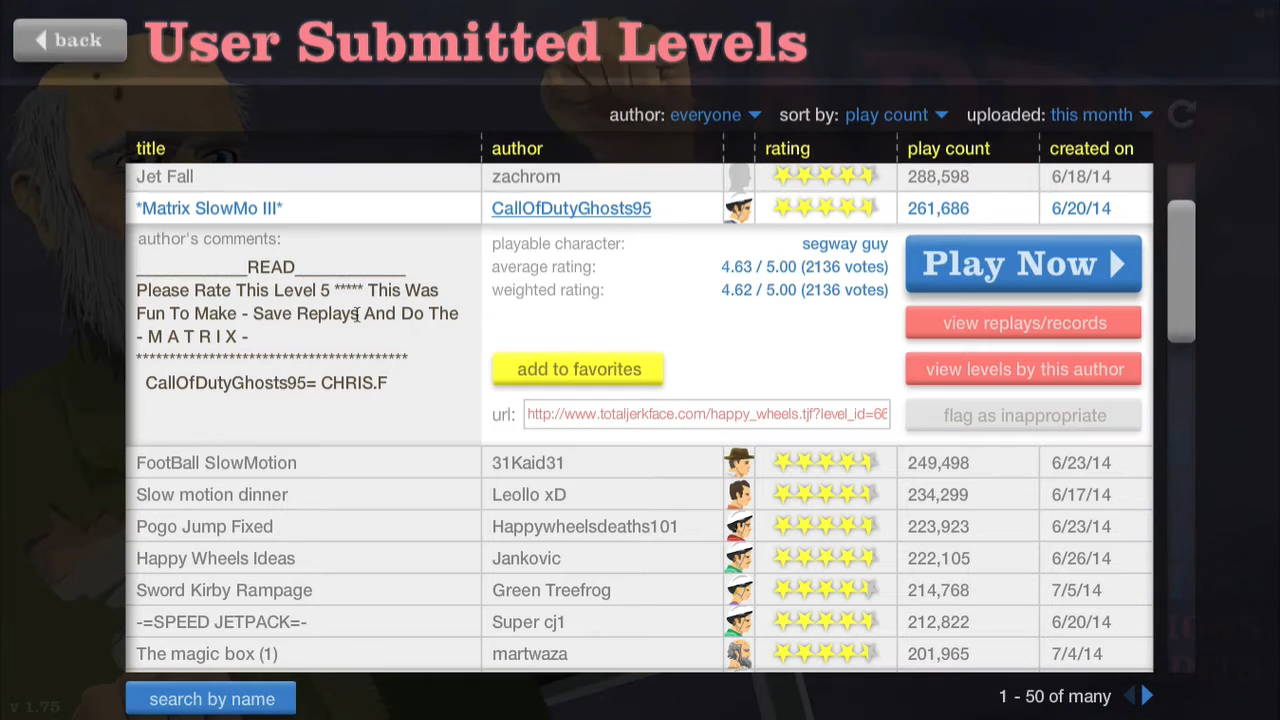 back
User Submitted Levels
author: everyone sort by: play count uploaded: this month
title author rating play count created on
Jet Fall zachrom 288,598 6/18/14
*Matrix SlowMo III* CallOfDutyGhosts95 261,686 6/20/14
author's comments:
____________READ____________
Please Rate This Level 5 ***** This Was
Fun To Make - Save Replays And Do The
- M A T R I X -
******************************************
CallOfDutyGhosts95= CHRIS.F
playable character: segway guy
average rating: 4.63 / 5.00 (2136 votes)
weighted rating: 4.62 / 5.00 (2136 votes)
add to favorites
url: http://www.totaljerkface.com/happy_wheels.tjf?level_id=66
Play Now
view replays/records
view levels by this author
flag as inappropriate
FootBall SlowMotion 31Kaid31 249,498 6/23/14
Slow motion dinner Leollo xD 234,299 6/17/14
Pogo Jump Fixed Happywheelsdeaths101 223,923 6/23/14
Happy Wheels Ideas Jankovic 222,105 6/26/14
Sword Kirby Rampage Green Treefrog 214,768 7/5/14
-=SPEED JETPACK=- Super cj1 212,822 6/20/14
The magic box (1) martwaza 201,965 7/4/14
search by name
1 - 50 of many
v 1.75